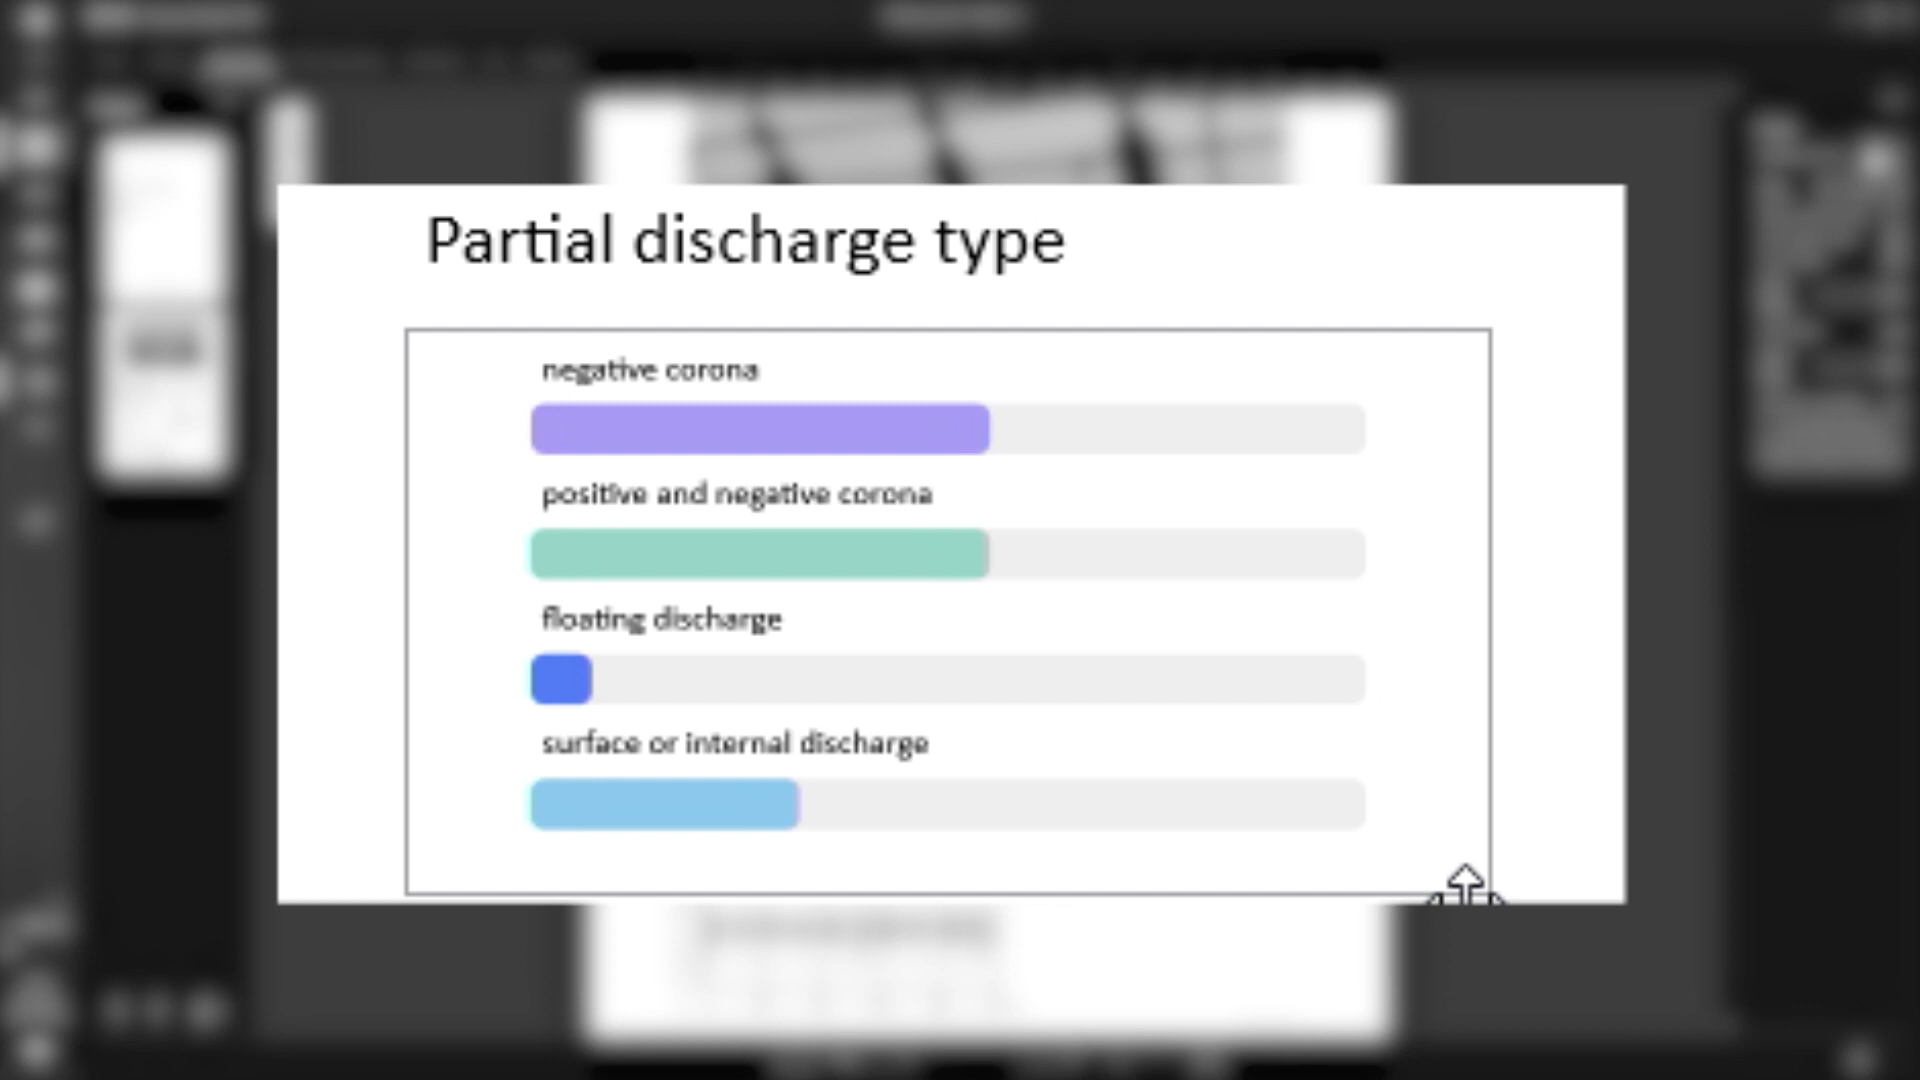 Partial discharge type
negative corona
positive and negative corona
floating discharge
surface or internal discharge